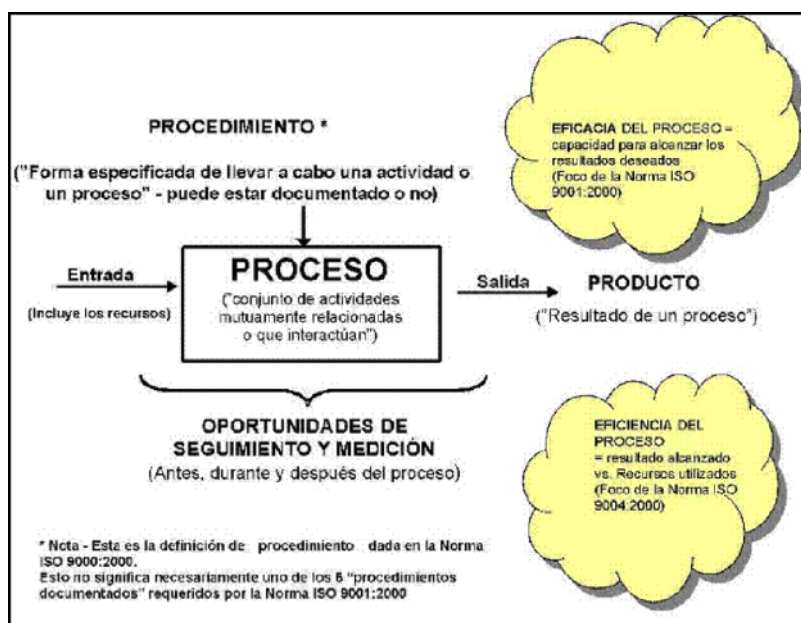 PROCEDIMIENTO *
("Forma especificada de llevar a cabo una actividad o
un proceso" - puede estar documentado o no)
EFICACIA DEL PROCESO =
capacidad para alcanzar los
resultados deseados
(Foco de la Norma ISO
9001:2000)
Entrada
(Incluye los recursos)
PROCESO
("conjunto de actividades
mutuamente relacionadas
o que interactúan")
Salida
PRODUCTO
("Resultado de un proceso")
OPORTUNIDADES DE
SEGUIMIENTO Y MEDICIÓN
(Antes, durante y después del proceso)
EFICIENCIA DEL
PROCESO
= resultado alcanzado
vs. Recursos utilizados
(Foco de la Norma ISO
9004:2000)
* Nota - Esta es la definición de procedimiento dada en la Norma
ISO 9000:2000.
Esto no significa necesariamente uno de los 6 "procedimientos
documentados" requeridos por la Norma ISO 9001:2000